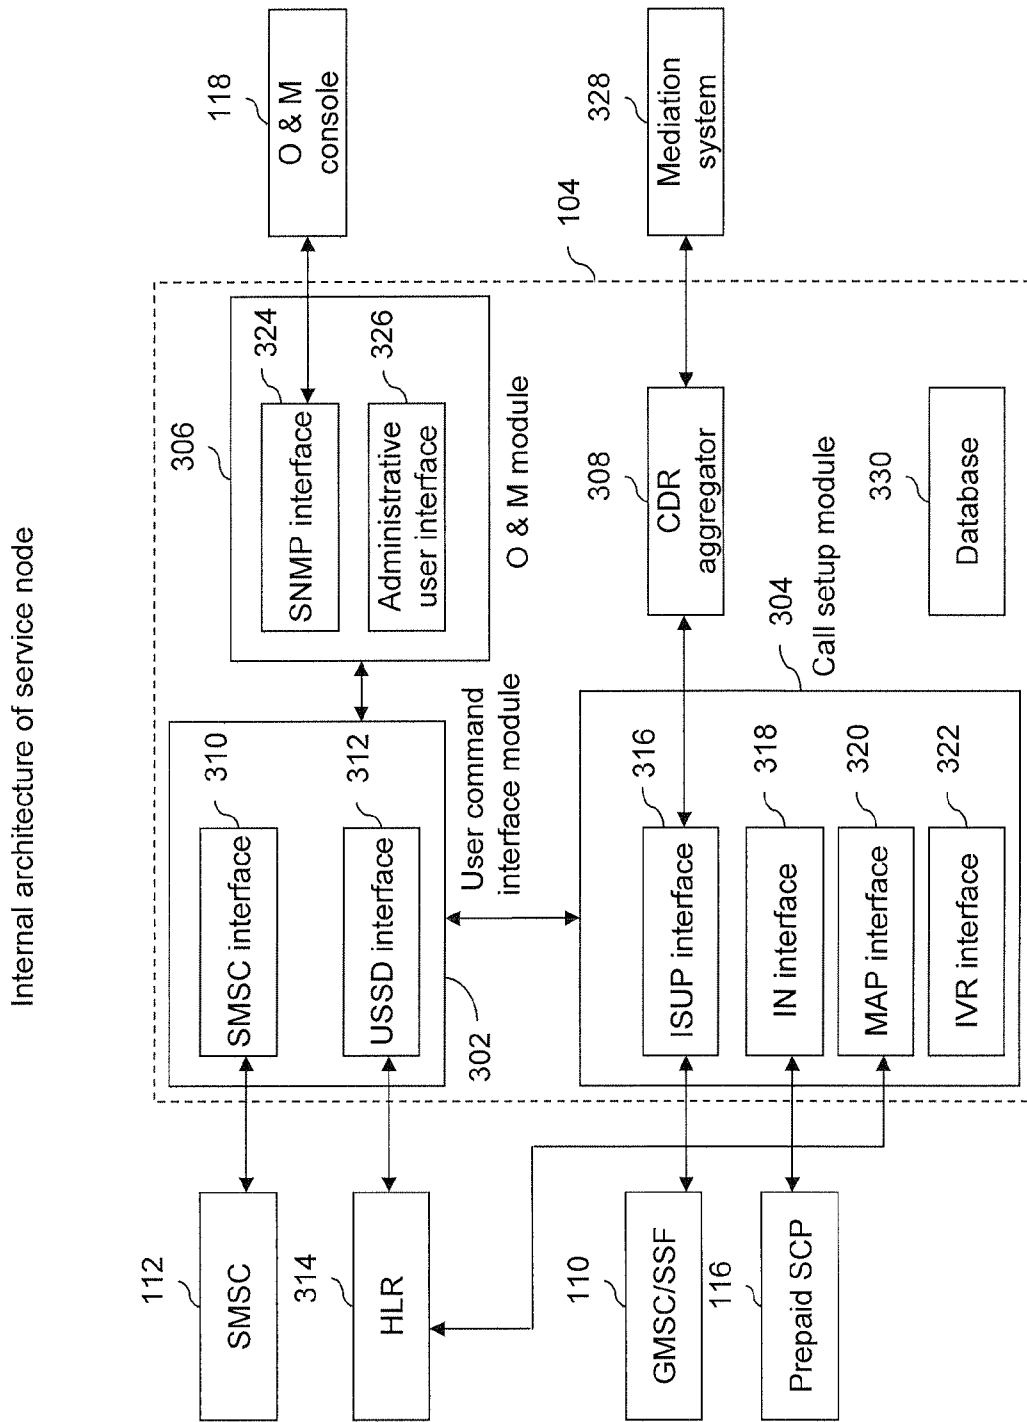 Internal architecture of service node
112
SMSC
314
HLR
110
GMSC/SSF
116
Prepaid SCP
302
310
SMSC interface
312
USSD interface
User command
interface module
316
ISUP interface
318
IN interface
320
MAP interface
322
IVR interface
304
Call setup module
306
324
SNMP interface
326
Administrative
user interface
O & M module
308
CDR
aggregator
330
Database
104
118
O & M
console
328
Mediation
system